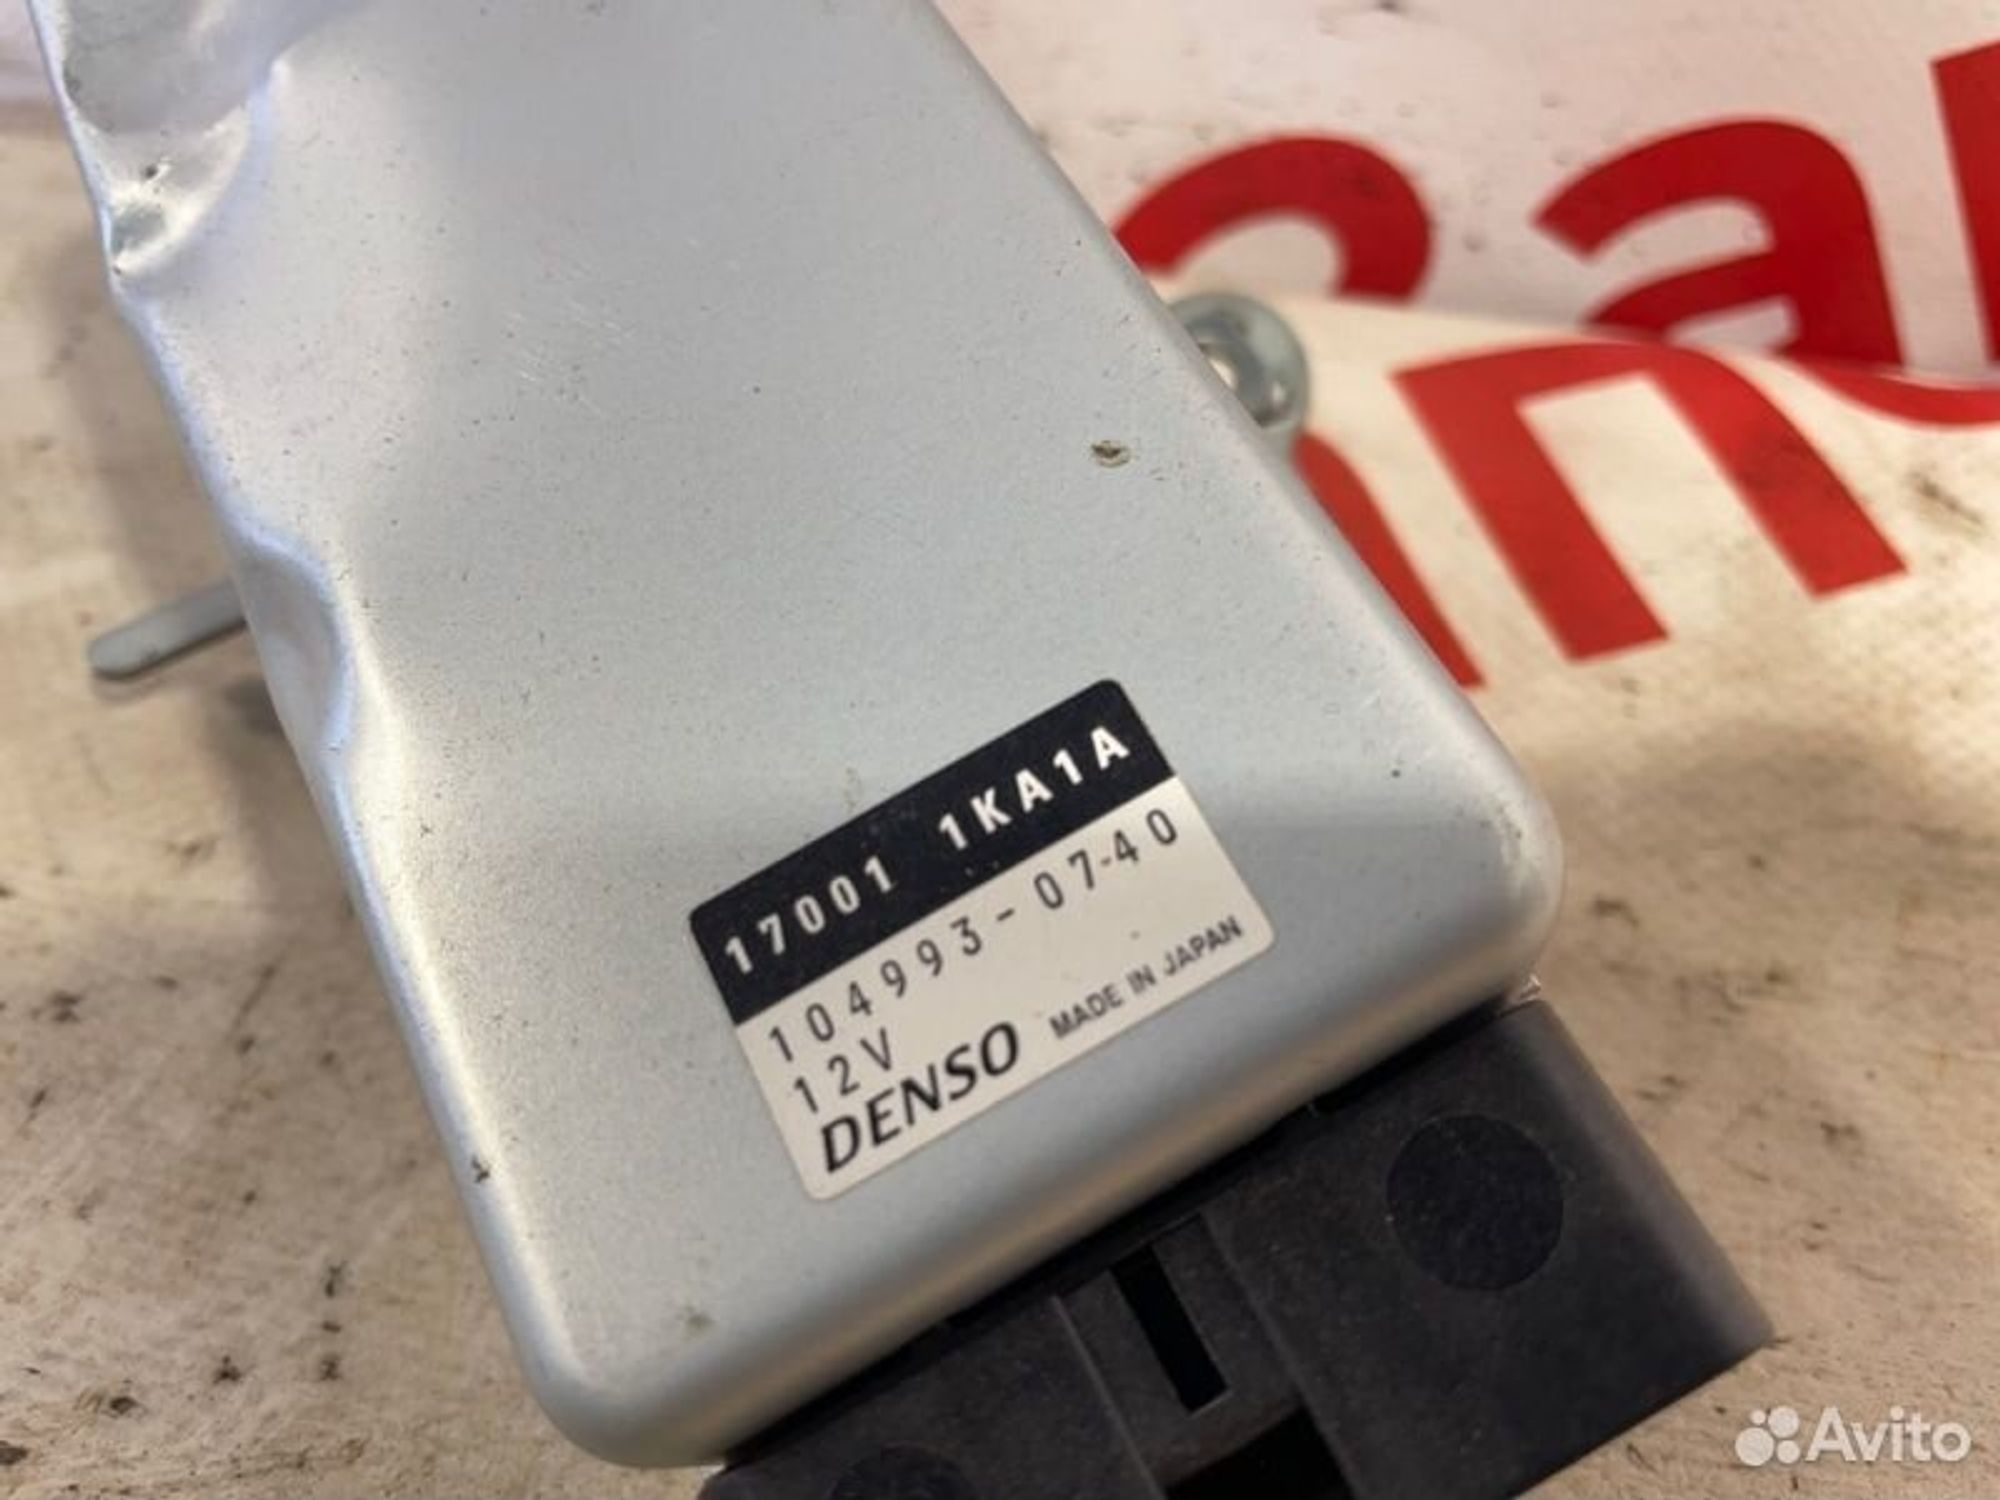 17001 1KA1A
104993-07-40
12V
DENSO MADE IN JAPAN
Avito